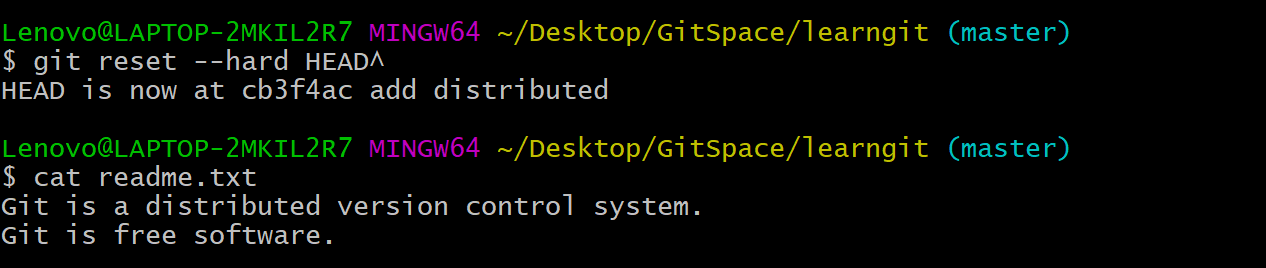 Lenovo@LAPTOP-2MKIL2R7 MINGW64 ~/Desktop/GitSpace/learngit (master)
$ git reset --hard HEAD^
HEAD is now at cb3f4ac add distributed
Lenovo@LAPTOP-2MKIL2R7 MINGW64 ~/Desktop/GitSpace/learngit (master)
$ cat readme.txt
Git is a distributed version control system.
Git is free software.